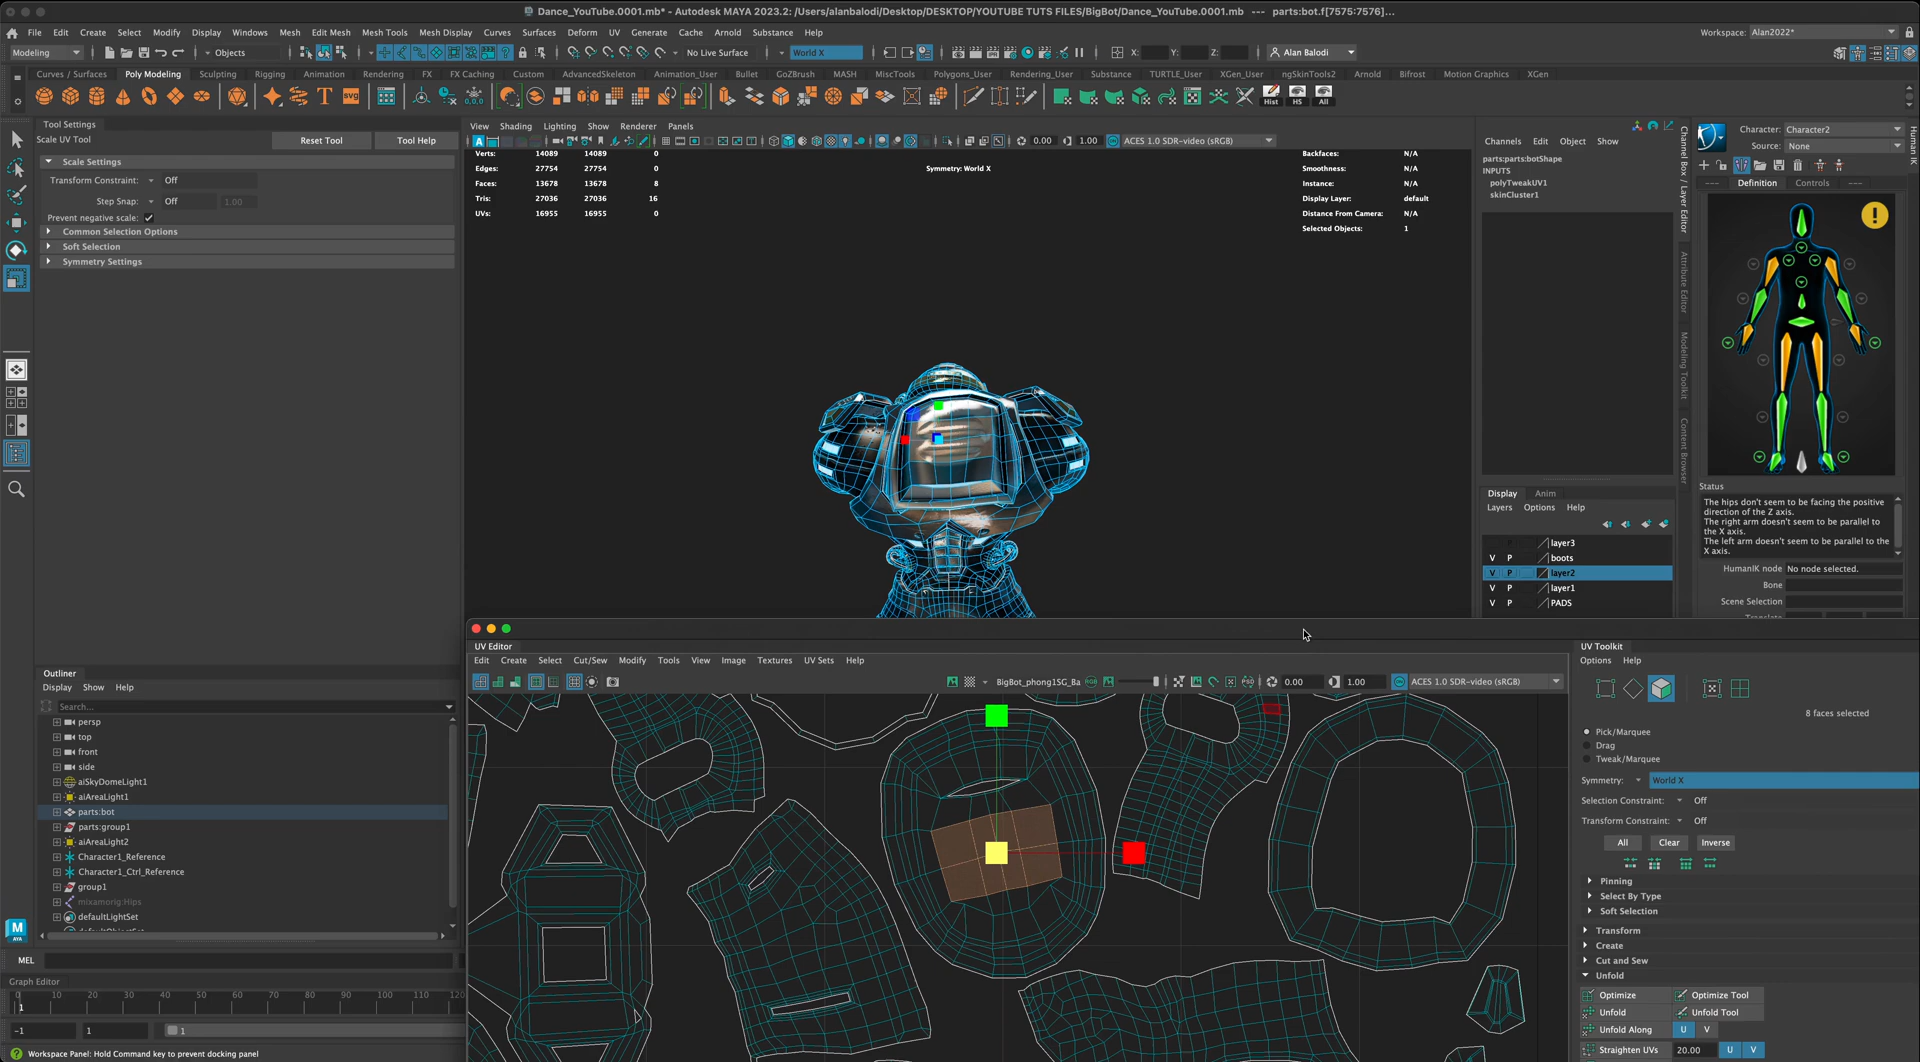 Dance_YouTube.0001.mb* - Autodesk MAYA 2023.2: /Users/alanbalodi/Desktop/DESKTOP/YOUTUBE TUTS FILES/BigBot/Dance_YouTube.0001.mb --- parts:bot.f[7575:7576]...
File Edit Create Select Modify Display Windows Mesh Edit Mesh Mesh Tools Mesh Display Curves Surfaces Deform UV Generate Cache Arnold Substance Help
Workspace: Alan2022*
Modeling Objects No Live Surface World X X: Y: Z: Alan Balodi
Curves / Surfaces Poly Modeling Sculpting Rigging Animation Rendering FX FX Caching Custom AdvancedSkeleton Animation_User Bullet GoZBrush MASH MiscTools Polygons_User Rendering_User Substance TURTLE_User XGen_User ngSkinTools2 Arnold Bifrost Motion Graphics XGen
Hist HS All
Tool Settings
Scale UV Tool Reset Tool Tool Help
Scale Settings
Transform Constraint: Off
Step Snap: Off 1.00
Prevent negative scale:
Common Selection Options
Soft Selection
Symmetry Settings
View Shading Lighting Show Renderer Panels
0.00 1.00 ACES 1.0 SDR-video (sRGB)
Verts: 14089 14089 0
Edges: 27754 27754 0
Faces: 13678 13678 8
Tris: 27036 27036 16
UVs: 16955 16955 0
Symmetry: World X
Backfaces: N/A
Smoothness: N/A
Instance: N/A
Display Layer: default
Distance From Camera: N/A
Selected Objects: 1
Channels Edit Object Show
parts:parts:botShape
INPUTS
polyTweakUV1
skinCluster1
Channel Box / Layer Editor
Attribute Editor
Modeling Toolkit
Content Browser
Human IK
Character: Character2
Source: None
Definition Controls
Status
The hips don't seem to be facing the positive
direction of the Z axis.
The right arm doesn't seem to be parallel to
the X axis.
The left arm doesn't seem to be parallel to the
X axis.
HumanIK node No node selected.
Bone
Scene Selection
Translate
Display Anim
Layers Options Help
layer3
V P boots
V P layer2
V P layer1
V P PADS
Outliner
Display Show Help
Search...
persp
top
front
side
aiSkyDomeLight1
aiAreaLight1
parts:bot
parts:group1
aiAreaLight2
Character1_Reference
Character1_Ctrl_Reference
group1
mixamorig:Hips
defaultLightSet
MEL
Graph Editor
0 10 20 30 40 50 60 70 80 90 100 110 120
1
-1 1 1
Workspace Panel: Hold Command key to prevent docking panel
UV Editor
Edit Create Select Cut/Sew Modify Tools View Image Textures UV Sets Help
BigBot_phong1SG_Ba 0.00 1.00 ACES 1.0 SDR-video (sRGB)
UV Toolkit
Options Help
8 faces selected
Pick/Marquee
Drag
Tweak/Marquee
Symmetry: World X
Selection Constraint: Off
Transform Constraint: Off
All Clear Inverse
Pinning
Select By Type
Soft Selection
Transform
Create
Cut and Sew
Unfold
Optimize Optimize Tool
Unfold Unfold Tool
Unfold Along U V
Straighten UVs 20.00 U V